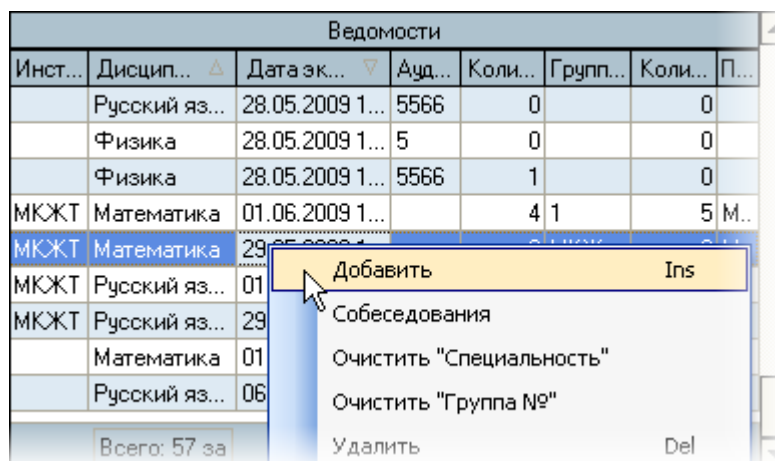 Ведомости
Инст... Дисцип... Дата эк... Ауд... Коли... Групп... Коли... П...
Русский яз... 28.05.2009 1... 5566 0 0
Физика 28.05.2009 1... 5 0 0
Физика 28.05.2009 1... 5566 1 0
МКЖТ Математика 01.06.2009 1... 4 1 5 М...
МКЖТ Математика 29
МКЖТ Русский яз... 01
МКЖТ Русский яз... 29
Математика 01
Русский яз... 06
Всего: 57 за
Добавить Ins
Собеседования
Очистить "Специальность"
Очистить "Группа №"
Удалить Del